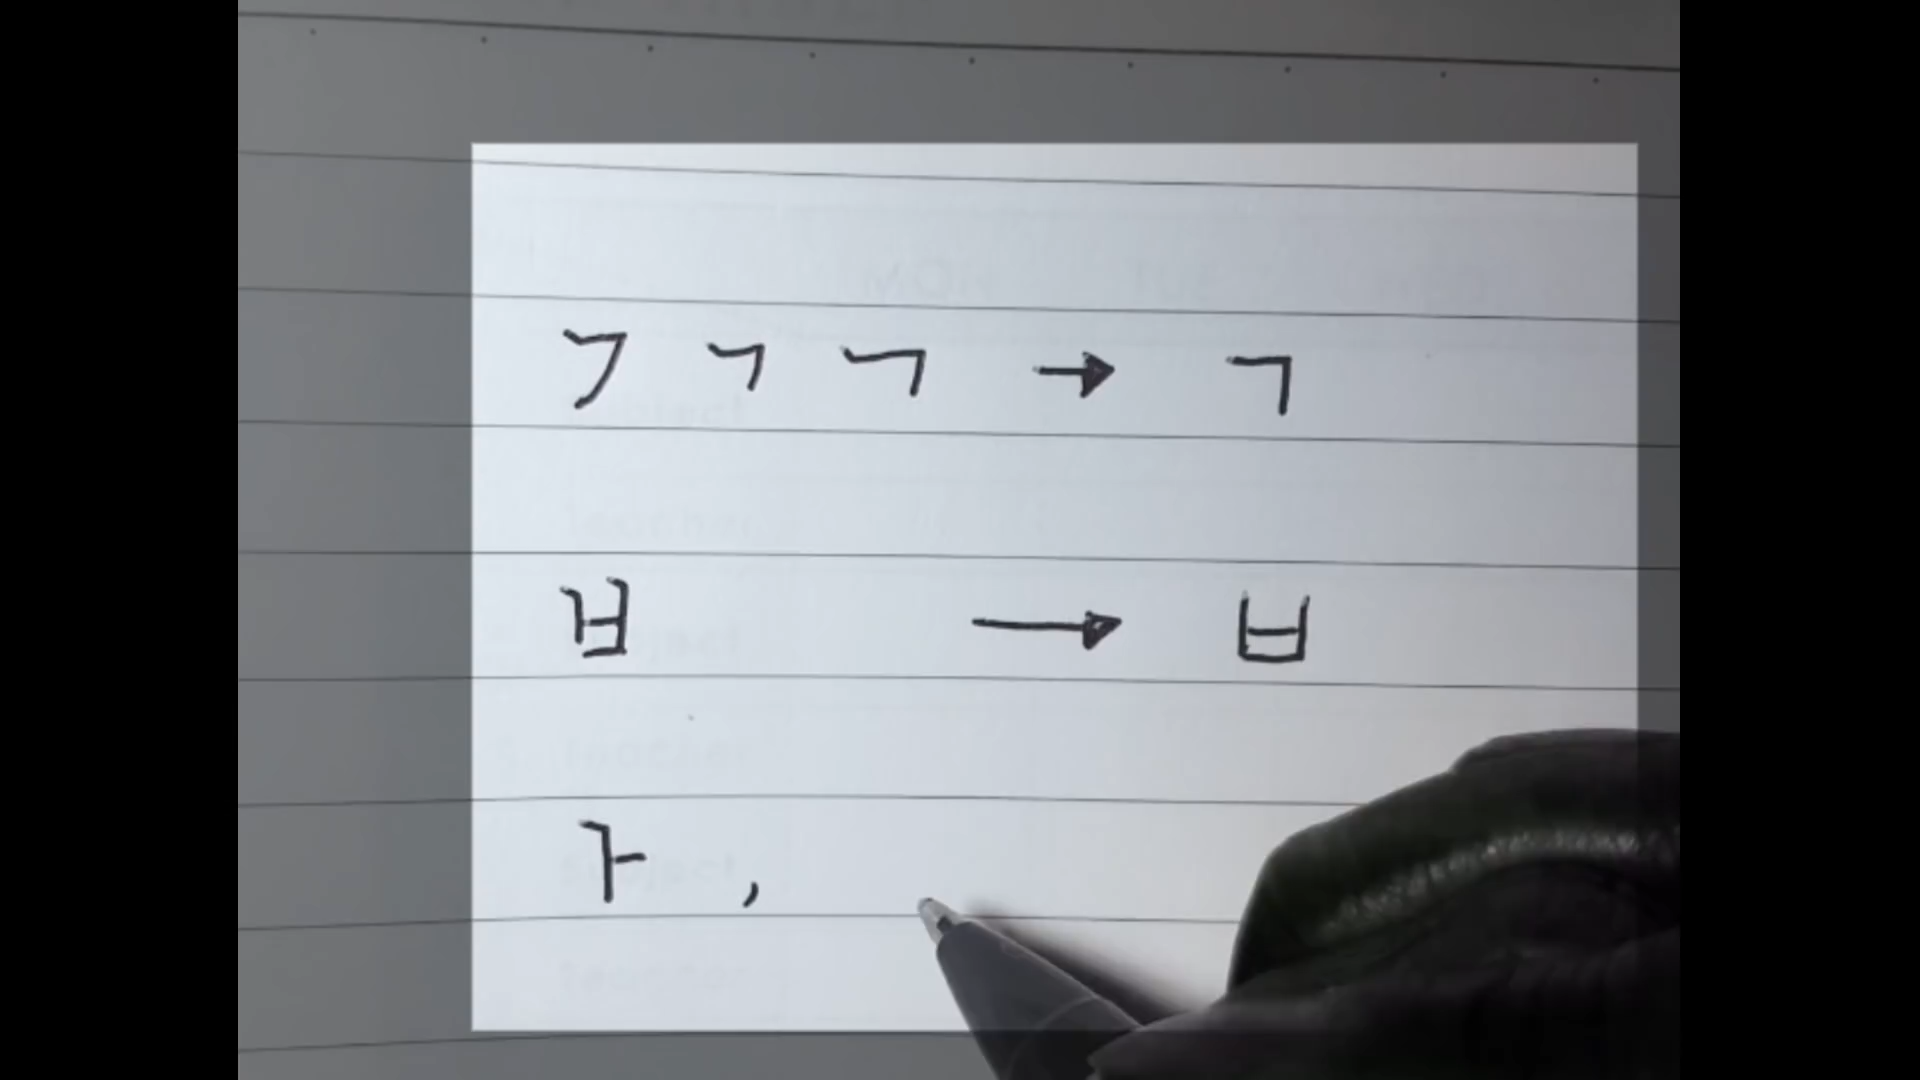 ㄱ ㄱ ㄱ → ㄱ
ㅂ → ㅂ
ㅏ ,